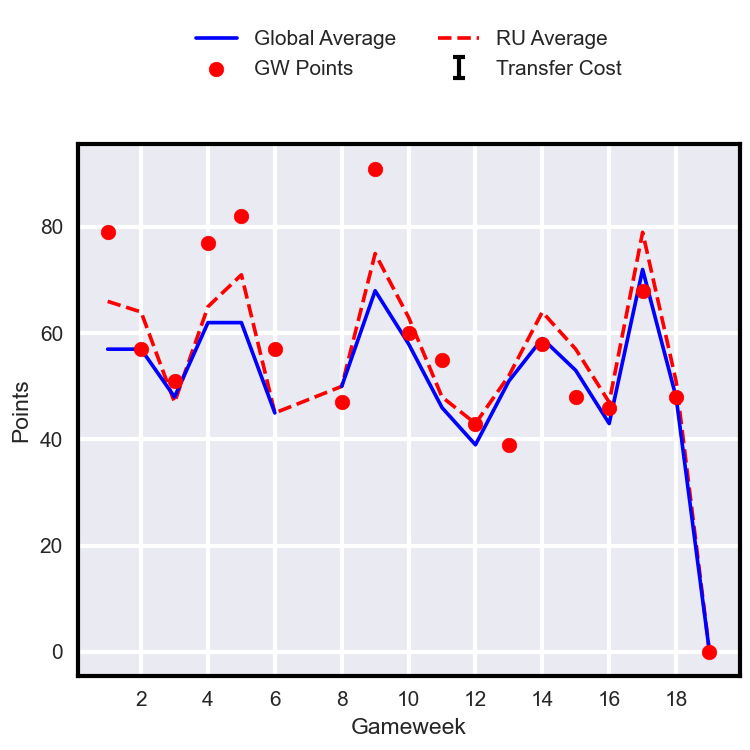 Global Average
RU Average
GW Points
Transfer Cost
80
60
40
20
0
Points
2 4 6 8 10 12 14 16 18
Gameweek